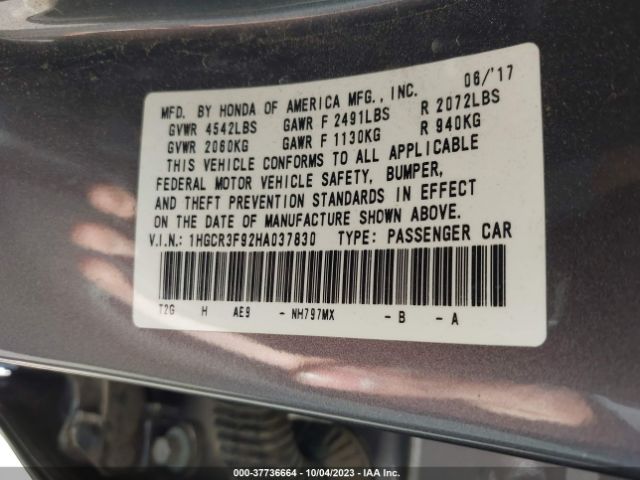 06/'17
MFD. BY HONDA OF AMERICA MFG., INC.
GVWR 4542LBS GAWR F 2491LBS R 2072LBS
GVWR 2060KG GAWR F 1130KG R 940KG
THIS VEHICLE CONFORMS TO ALL APPLICABLE
FEDERAL MOTOR VEHICLE SAFETY, BUMPER,
AND THEFT PREVENTION STANDARDS IN EFFECT
ON THE DATE OF MANUFACTURE SHOWN ABOVE.
V.I.N.: 1HGCR3F92HA037830 TYPE: PASSENGER CAR
T2G H AE9 - NH797MX - B - A
000-37736664 | 10/04/2023 | IAA Inc.